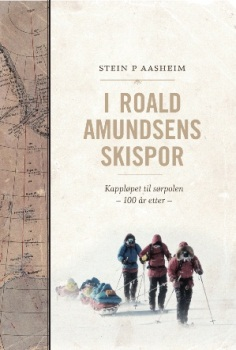 STEIN P AASHEIM
I ROALD
AMUNDSENS
SKISPOR
Kappløpet til sørpolen
– 100 år etter –